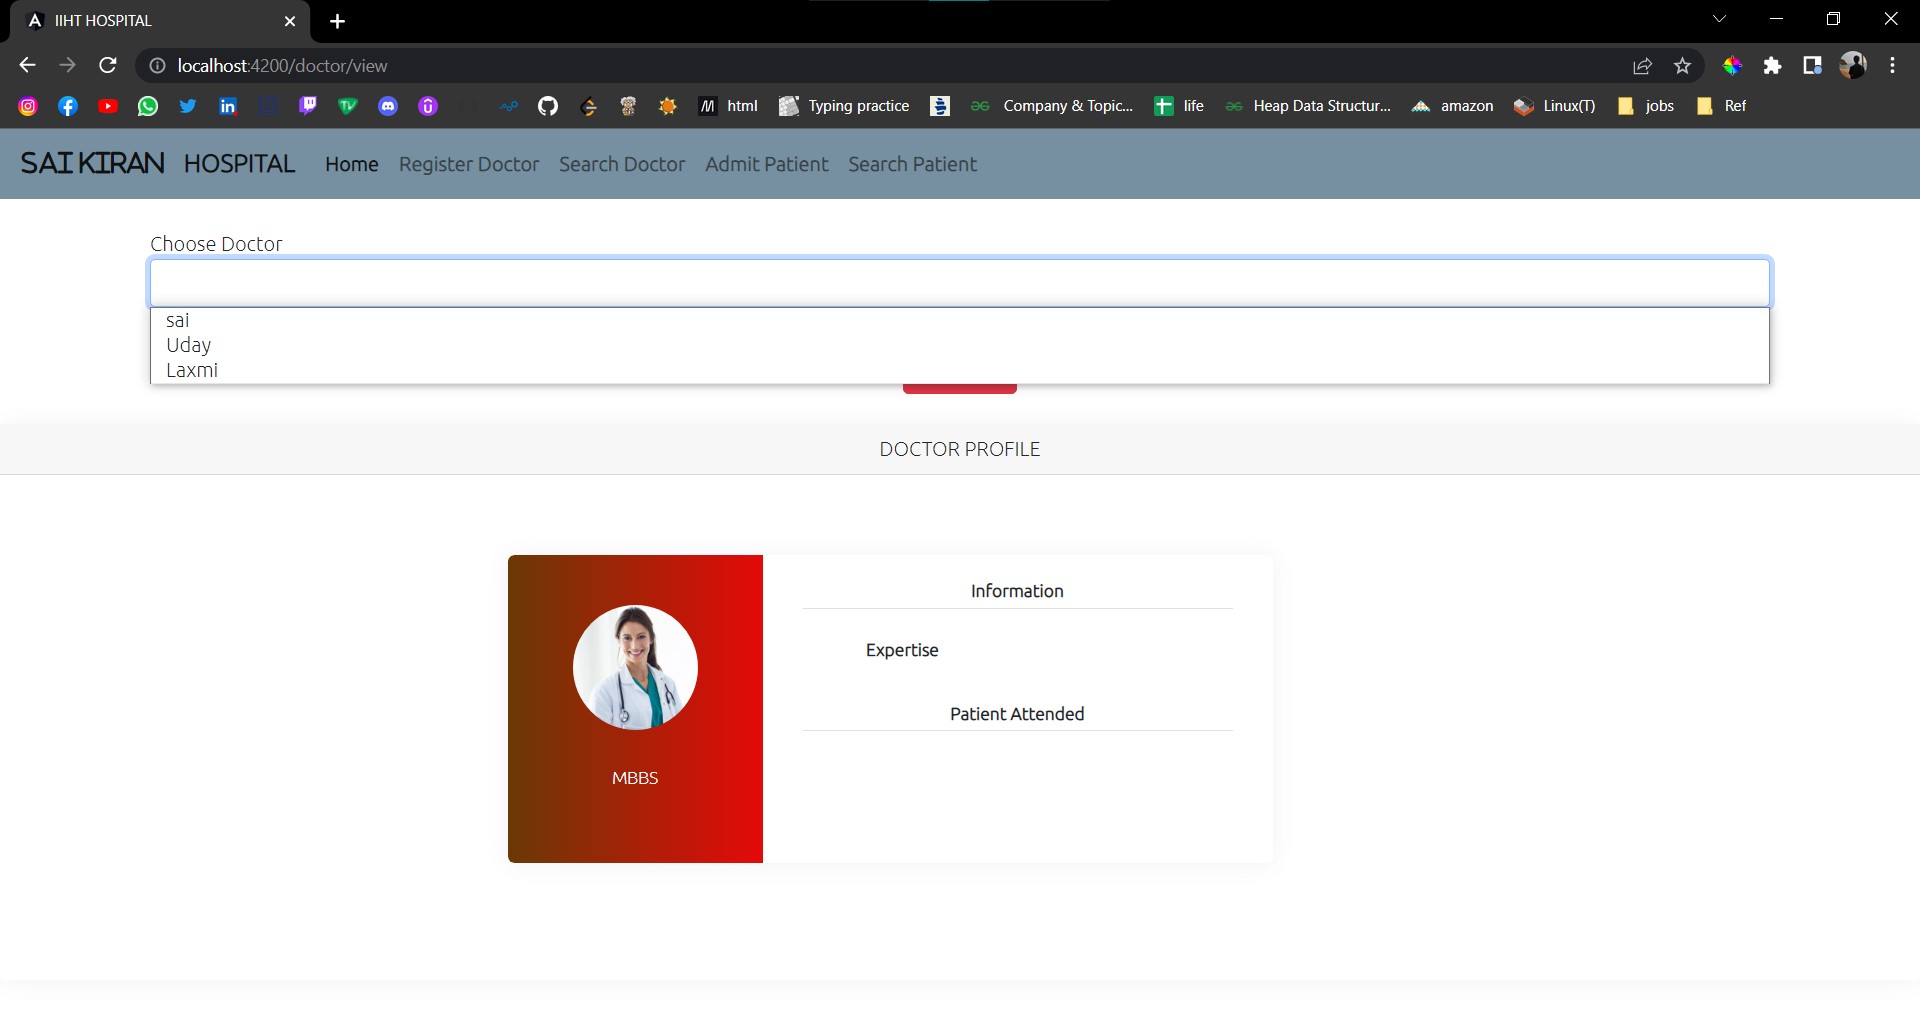 IIHT HOSPITAL
localhost:4200/doctor/view
html Typing practice Company & Topic... life Heap Data Structur... amazon Linux(T) jobs Ref
SAI KIRAN HOSPITAL Home Register Doctor Search Doctor Admit Patient Search Patient
Choose Doctor
sai
Uday
Laxmi
DOCTOR PROFILE
Information
Expertise
Patient Attended
MBBS